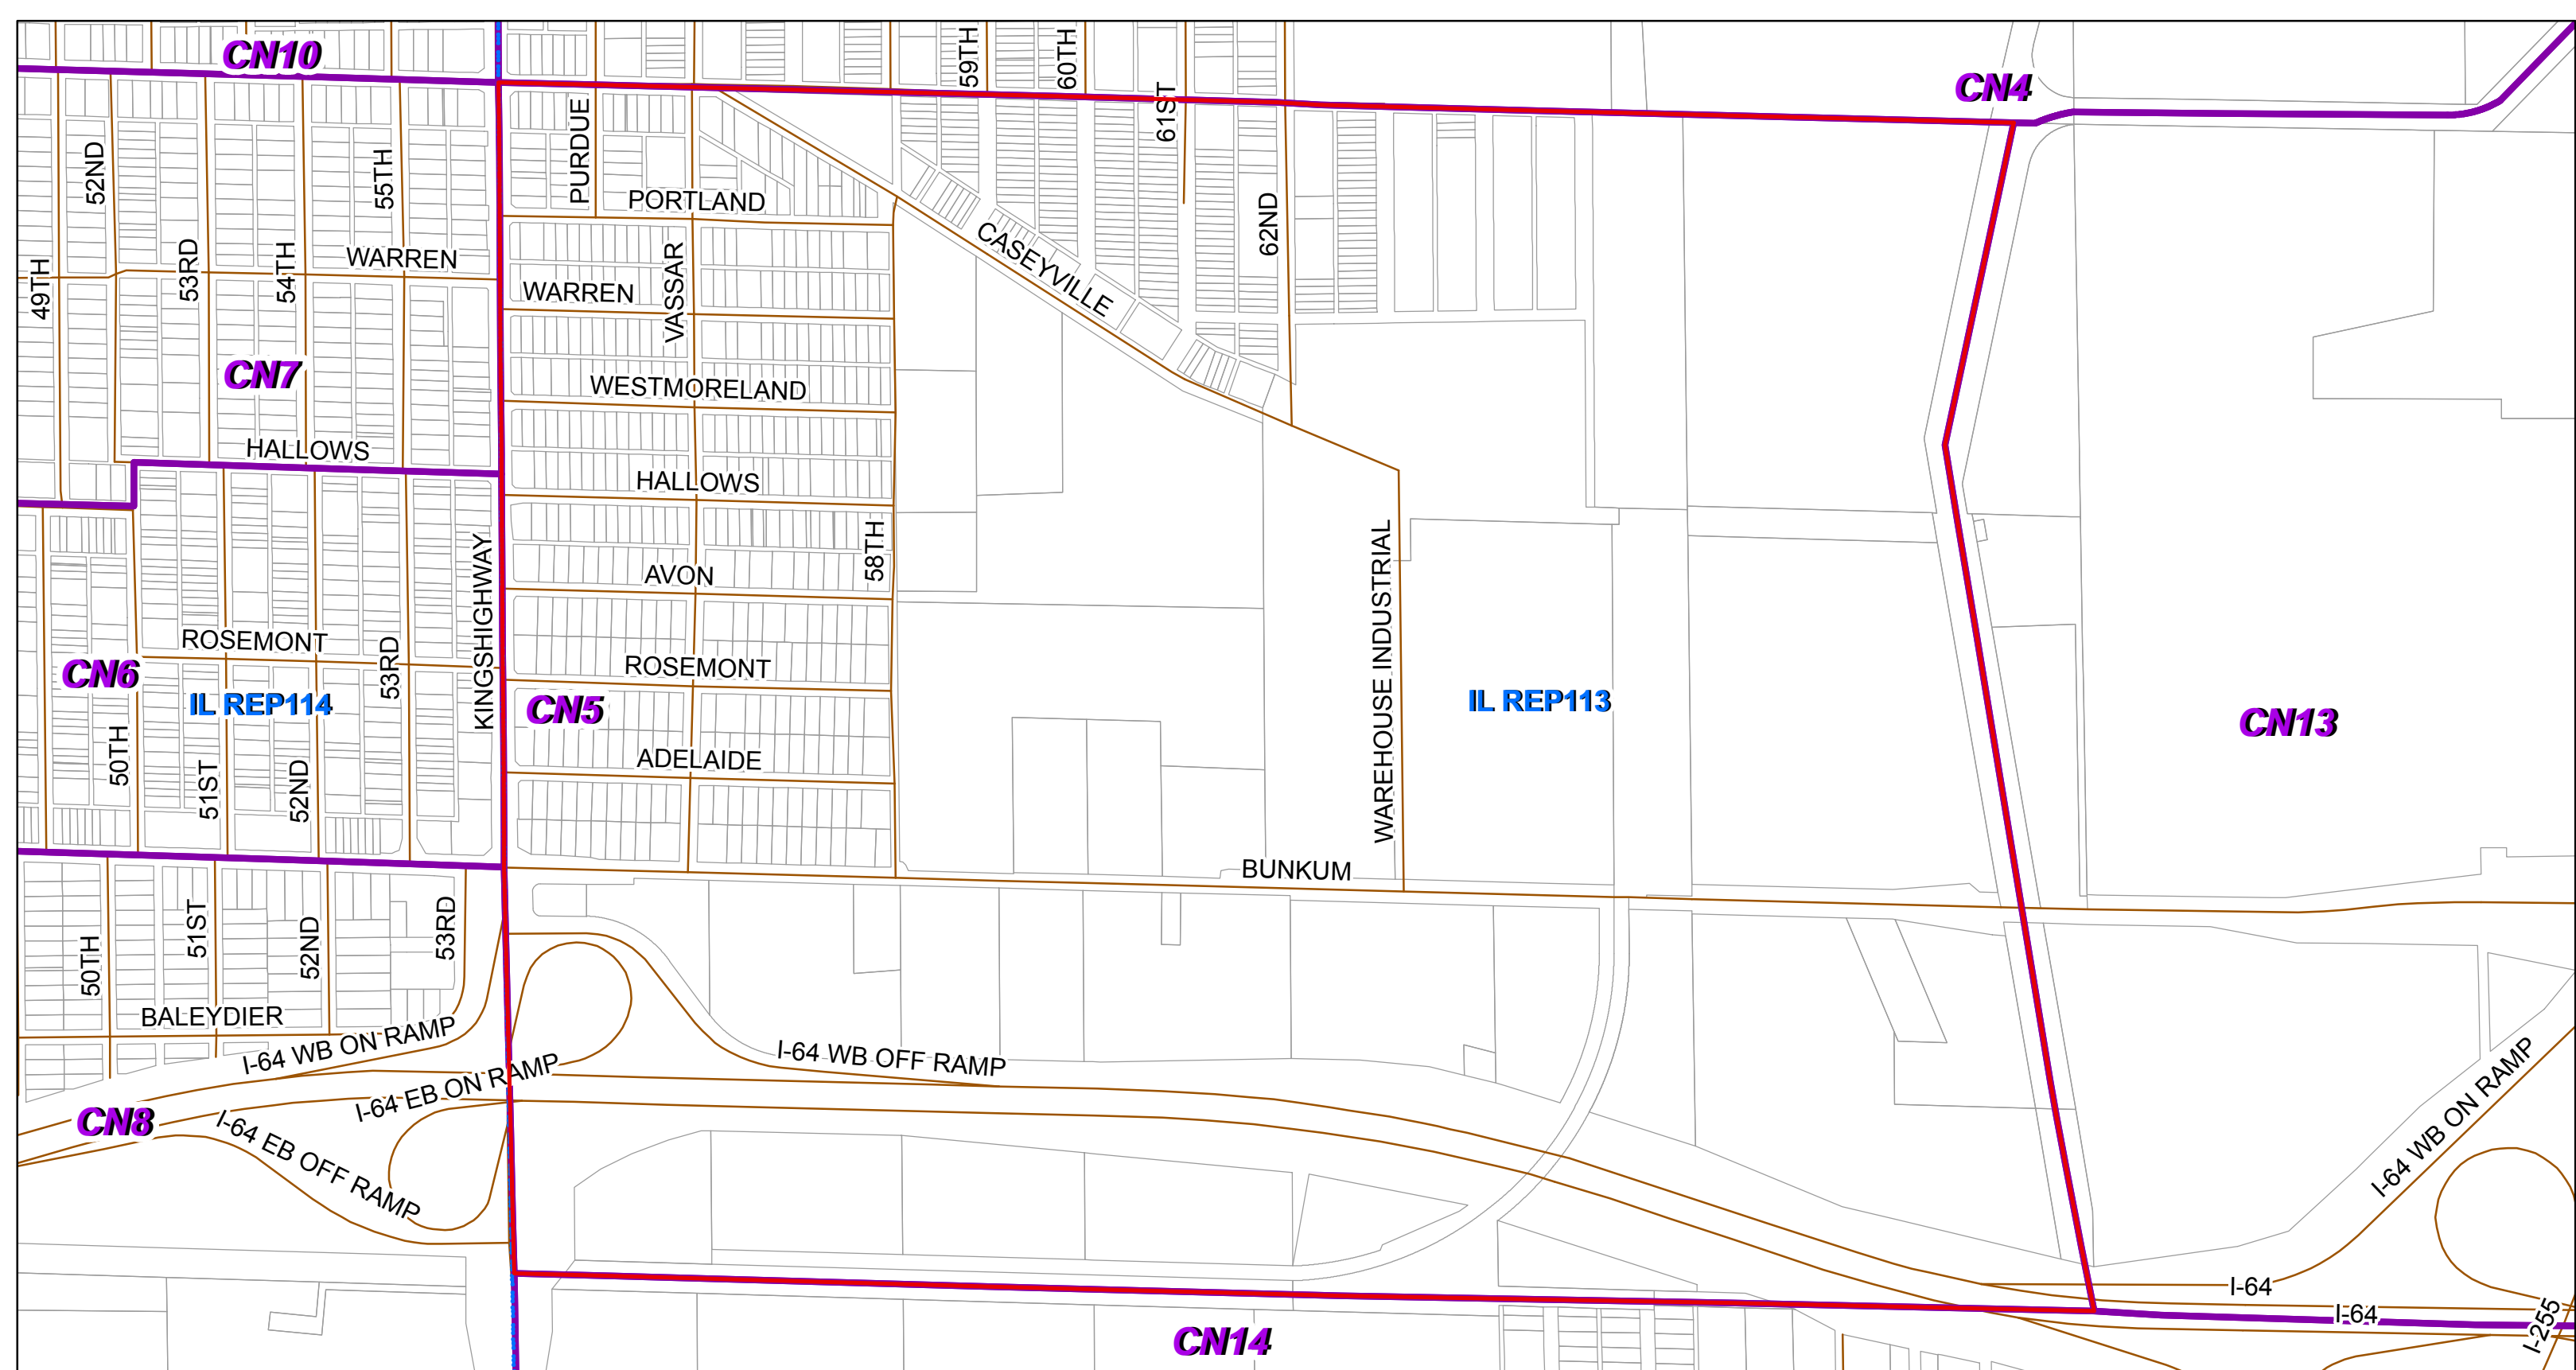 CN10
59TH
60TH
CN4
61ST
PURDUE
52ND
55TH
PORTLAND
62ND
CASEYVILLE
49TH
53RD
54TH
WARREN
VASSAR
WARREN
CN7
WESTMORELAND
HALLOWS
HALLOWS
58TH
WAREHOUSE INDUSTRIAL
AVON
KINGSHIGHWAY
ROSEMONT
ROSEMONT
53RD
CN6
IL REP114
CN5
IL REP113
CN13
50TH
51ST
52ND
ADELAIDE
BUNKUM
50TH
51ST
52ND
53RD
BALEYDIER
I-64 WB ON RAMP
I-64 EB ON RAMP
I-64 WB OFF RAMP
CN8
I-64 EB OFF RAMP
I-64 WB ON RAMP
I-64
I-64
I-255
CN14